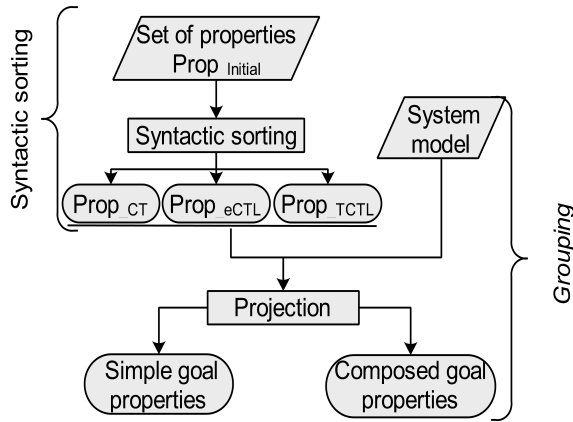 Syntactic sorting
Set of properties
Prop Initial
Syntactic sorting
System
model
Prop_CT
Prop_eCTL
Prop_TCTL
Grouping
Projection
Simple goal
properties
Composed goal
properties